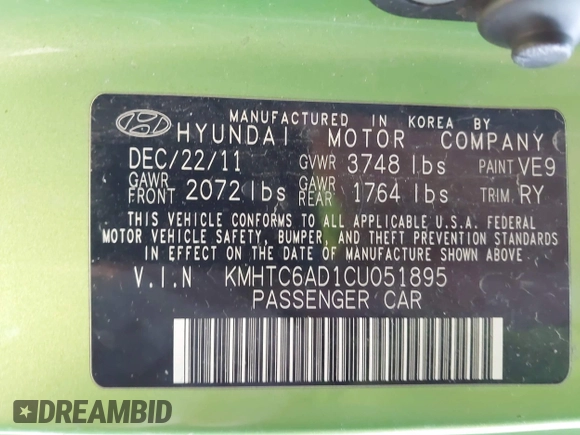 MANUFACTURED IN KOREA BY
HYUNDAI MOTOR COMPANY
DEC/22/11 GVWR 3748 lbs PAINT VE9
GAWR FRONT 2072 lbs GAWR REAR 1764 lbs TRIM RY
THIS VEHICLE CONFORMS TO ALL APPLICABLE U.S.A. FEDERAL
MOTOR VEHICLE SAFETY, BUMPER, AND THEFT PREVENTION STANDARDS
IN EFFECT ON THE DATE OF MANUFACTURE SHOWN ABOVE.
V.I.N KMHTC6AD1CU051895
PASSENGER CAR
DREAMBID